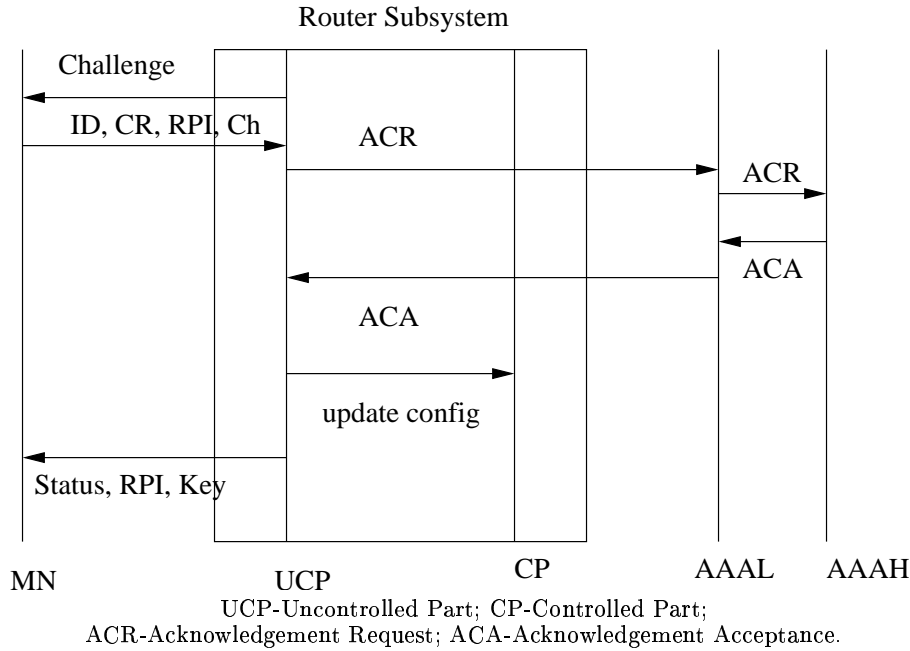 Router Subsystem
Challenge
ID, CR, RPI, Ch
ACR
ACR
ACA
ACA
update config
Status, RPI, Key
MN
UCP
CP
AAAL
AAAH
UCP-Uncontrolled Part; CP-Controlled Part;
ACR-Acknowledgement Request; ACA-Acknowledgement Acceptance.